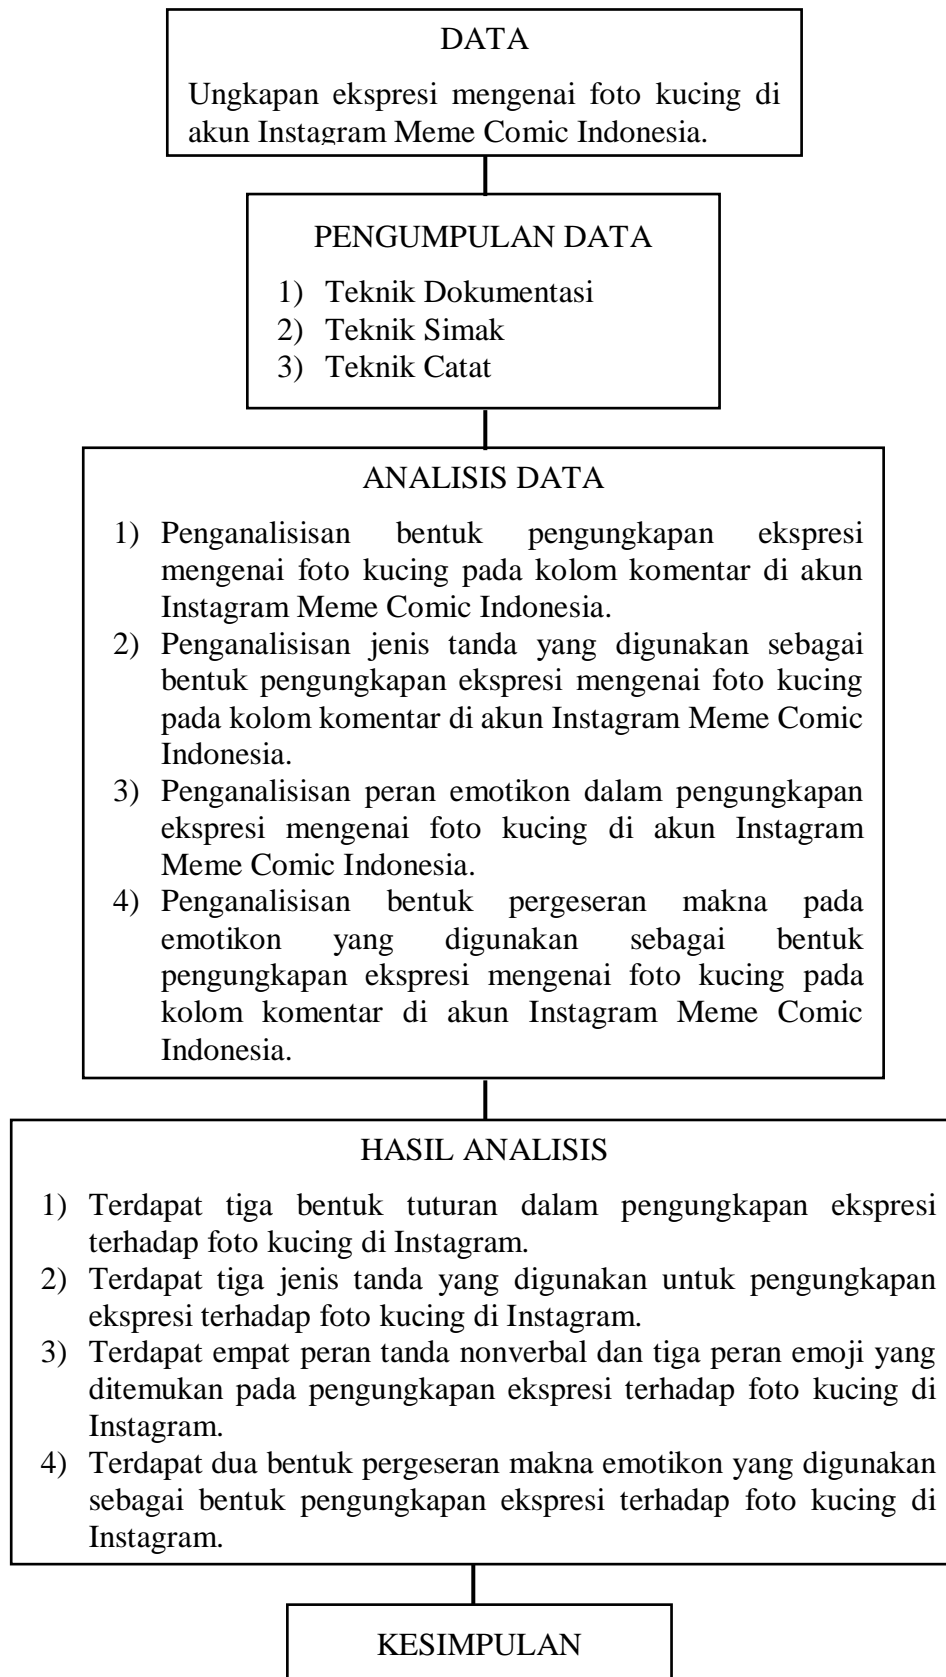 DATA
Ungkapan ekspresi mengenai foto kucing di
akun Instagram Meme Comic Indonesia.
PENGUMPULAN DATA
1) Teknik Dokumentasi
2) Teknik Simak
3) Teknik Catat
ANALISIS DATA
1) Penganalisisan bentuk pengungkapan ekspresi
mengenai foto kucing pada kolom komentar di akun
Instagram Meme Comic Indonesia.
2) Penganalisisan jenis tanda yang digunakan sebagai
bentuk pengungkapan ekspresi mengenai foto kucing
pada kolom komentar di akun Instagram Meme Comic
Indonesia.
3) Penganalisisan peran emotikon dalam pengungkapan
ekspresi mengenai foto kucing di akun Instagram
Meme Comic Indonesia.
4) Penganalisisan bentuk pergeseran makna pada
emotikon yang digunakan sebagai bentuk
pengungkapan ekspresi mengenai foto kucing pada
kolom komentar di akun Instagram Meme Comic
Indonesia.
HASIL ANALISIS
1) Terdapat tiga bentuk tuturan dalam pengungkapan ekspresi
terhadap foto kucing di Instagram.
2) Terdapat tiga jenis tanda yang digunakan untuk pengungkapan
ekspresi terhadap foto kucing di Instagram.
3) Terdapat empat peran tanda nonverbal dan tiga peran emoji yang
ditemukan pada pengungkapan ekspresi terhadap foto kucing di
Instagram.
4) Terdapat dua bentuk pergeseran makna emotikon yang digunakan
sebagai bentuk pengungkapan ekspresi terhadap foto kucing di
Instagram.
KESIMPULAN